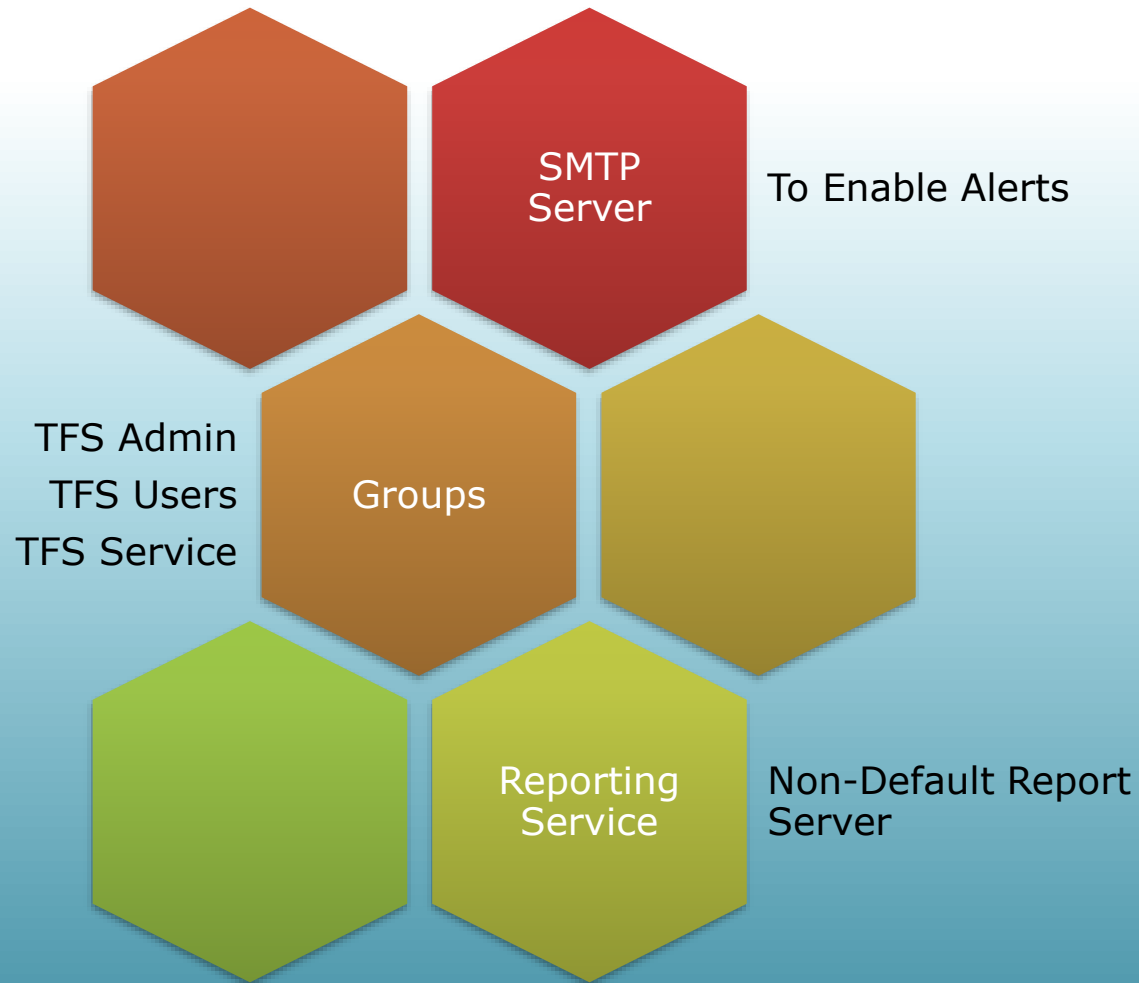 SMTP
Server
To Enable Alerts
TFS Admin
TFS Users
TFS Service
Groups
Reporting
Service
Non-Default Report
Server